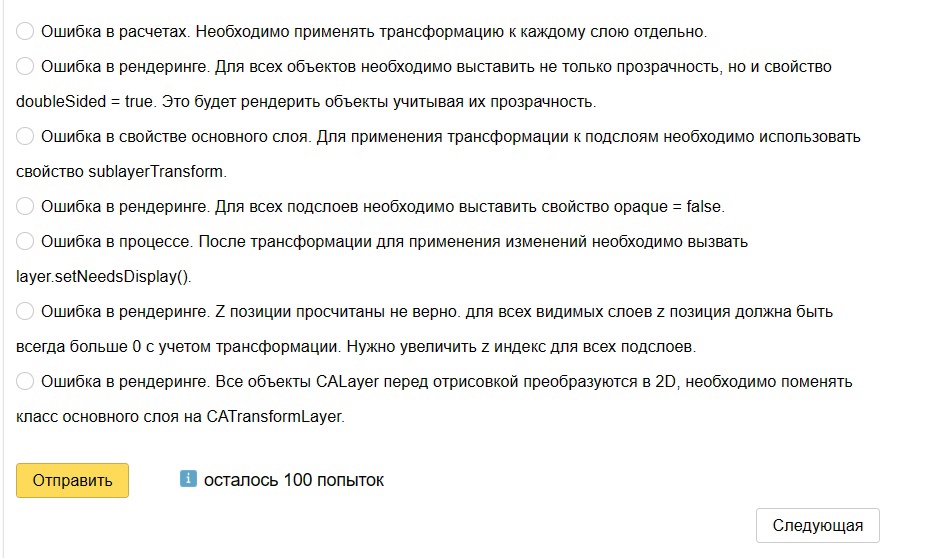 Ошибка в расчетах. Необходимо применять трансформацию к каждому слою отдельно.
Ошибка в рендеринге. Для всех объектов необходимо выставить не только прозрачность, но и свойство
doubleSided = true. Это будет рендерить объекты учитывая их прозрачность.
Ошибка в свойстве основного слоя. Для применения трансформации к подслоям необходимо использовать
свойство sublayerTransform.
Ошибка в рендеринге. Для всех подслоев необходимо выставить свойство opaque = false.
Ошибка в процессе. После трансформации для применения изменений необходимо вызвать
layer.setNeedsDisplay().
Ошибка в рендеринге. Z позиции просчитаны не верно. для всех видимых слоев z позиция должна быть
всегда больше 0 с учетом трансформации. Нужно увеличить z индекс для всех подслоев.
Ошибка в рендеринге. Все объекты CALayer перед отрисовкой преобразуются в 2D, необходимо поменять
класс основного слоя на CATransformLayer.
Отправить
i осталось 100 попыток
Следующая